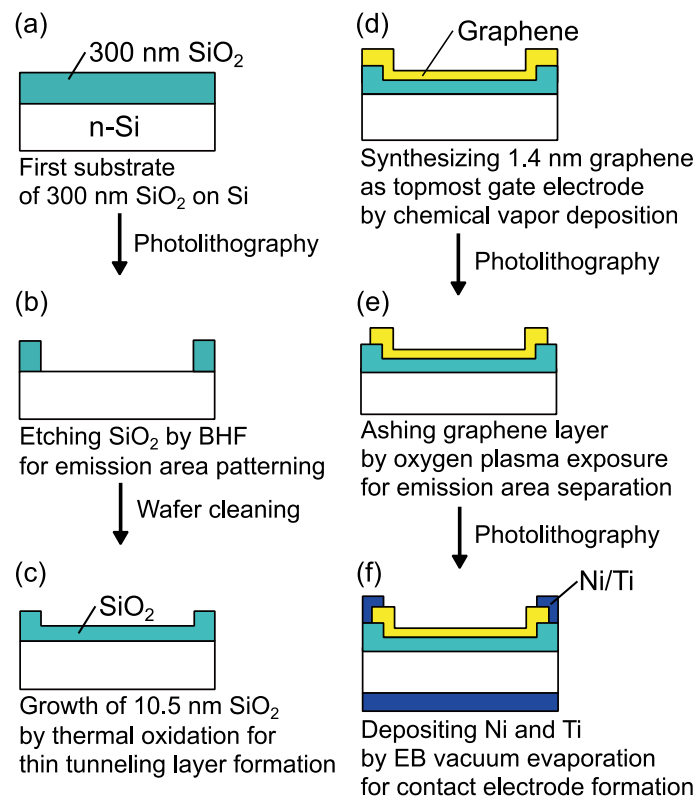 (a)
300 nm SiO₂
n-Si
First substrate
of 300 nm SiO₂ on Si
Photolithography
(b)
Etching SiO₂ by BHF
for emission area patterning
Wafer cleaning
(c)
SiO₂
Growth of 10.5 nm SiO₂
by thermal oxidation for
thin tunneling layer formation
(d)
Graphene
Synthesizing 1.4 nm graphene
as topmost gate electrode
by chemical vapor deposition
Photolithography
(e)
Ashing graphene layer
by oxygen plasma exposure
for emission area separation
Photolithography
(f)
Ni/Ti
Depositing Ni and Ti
by EB vacuum evaporation
for contact electrode formation